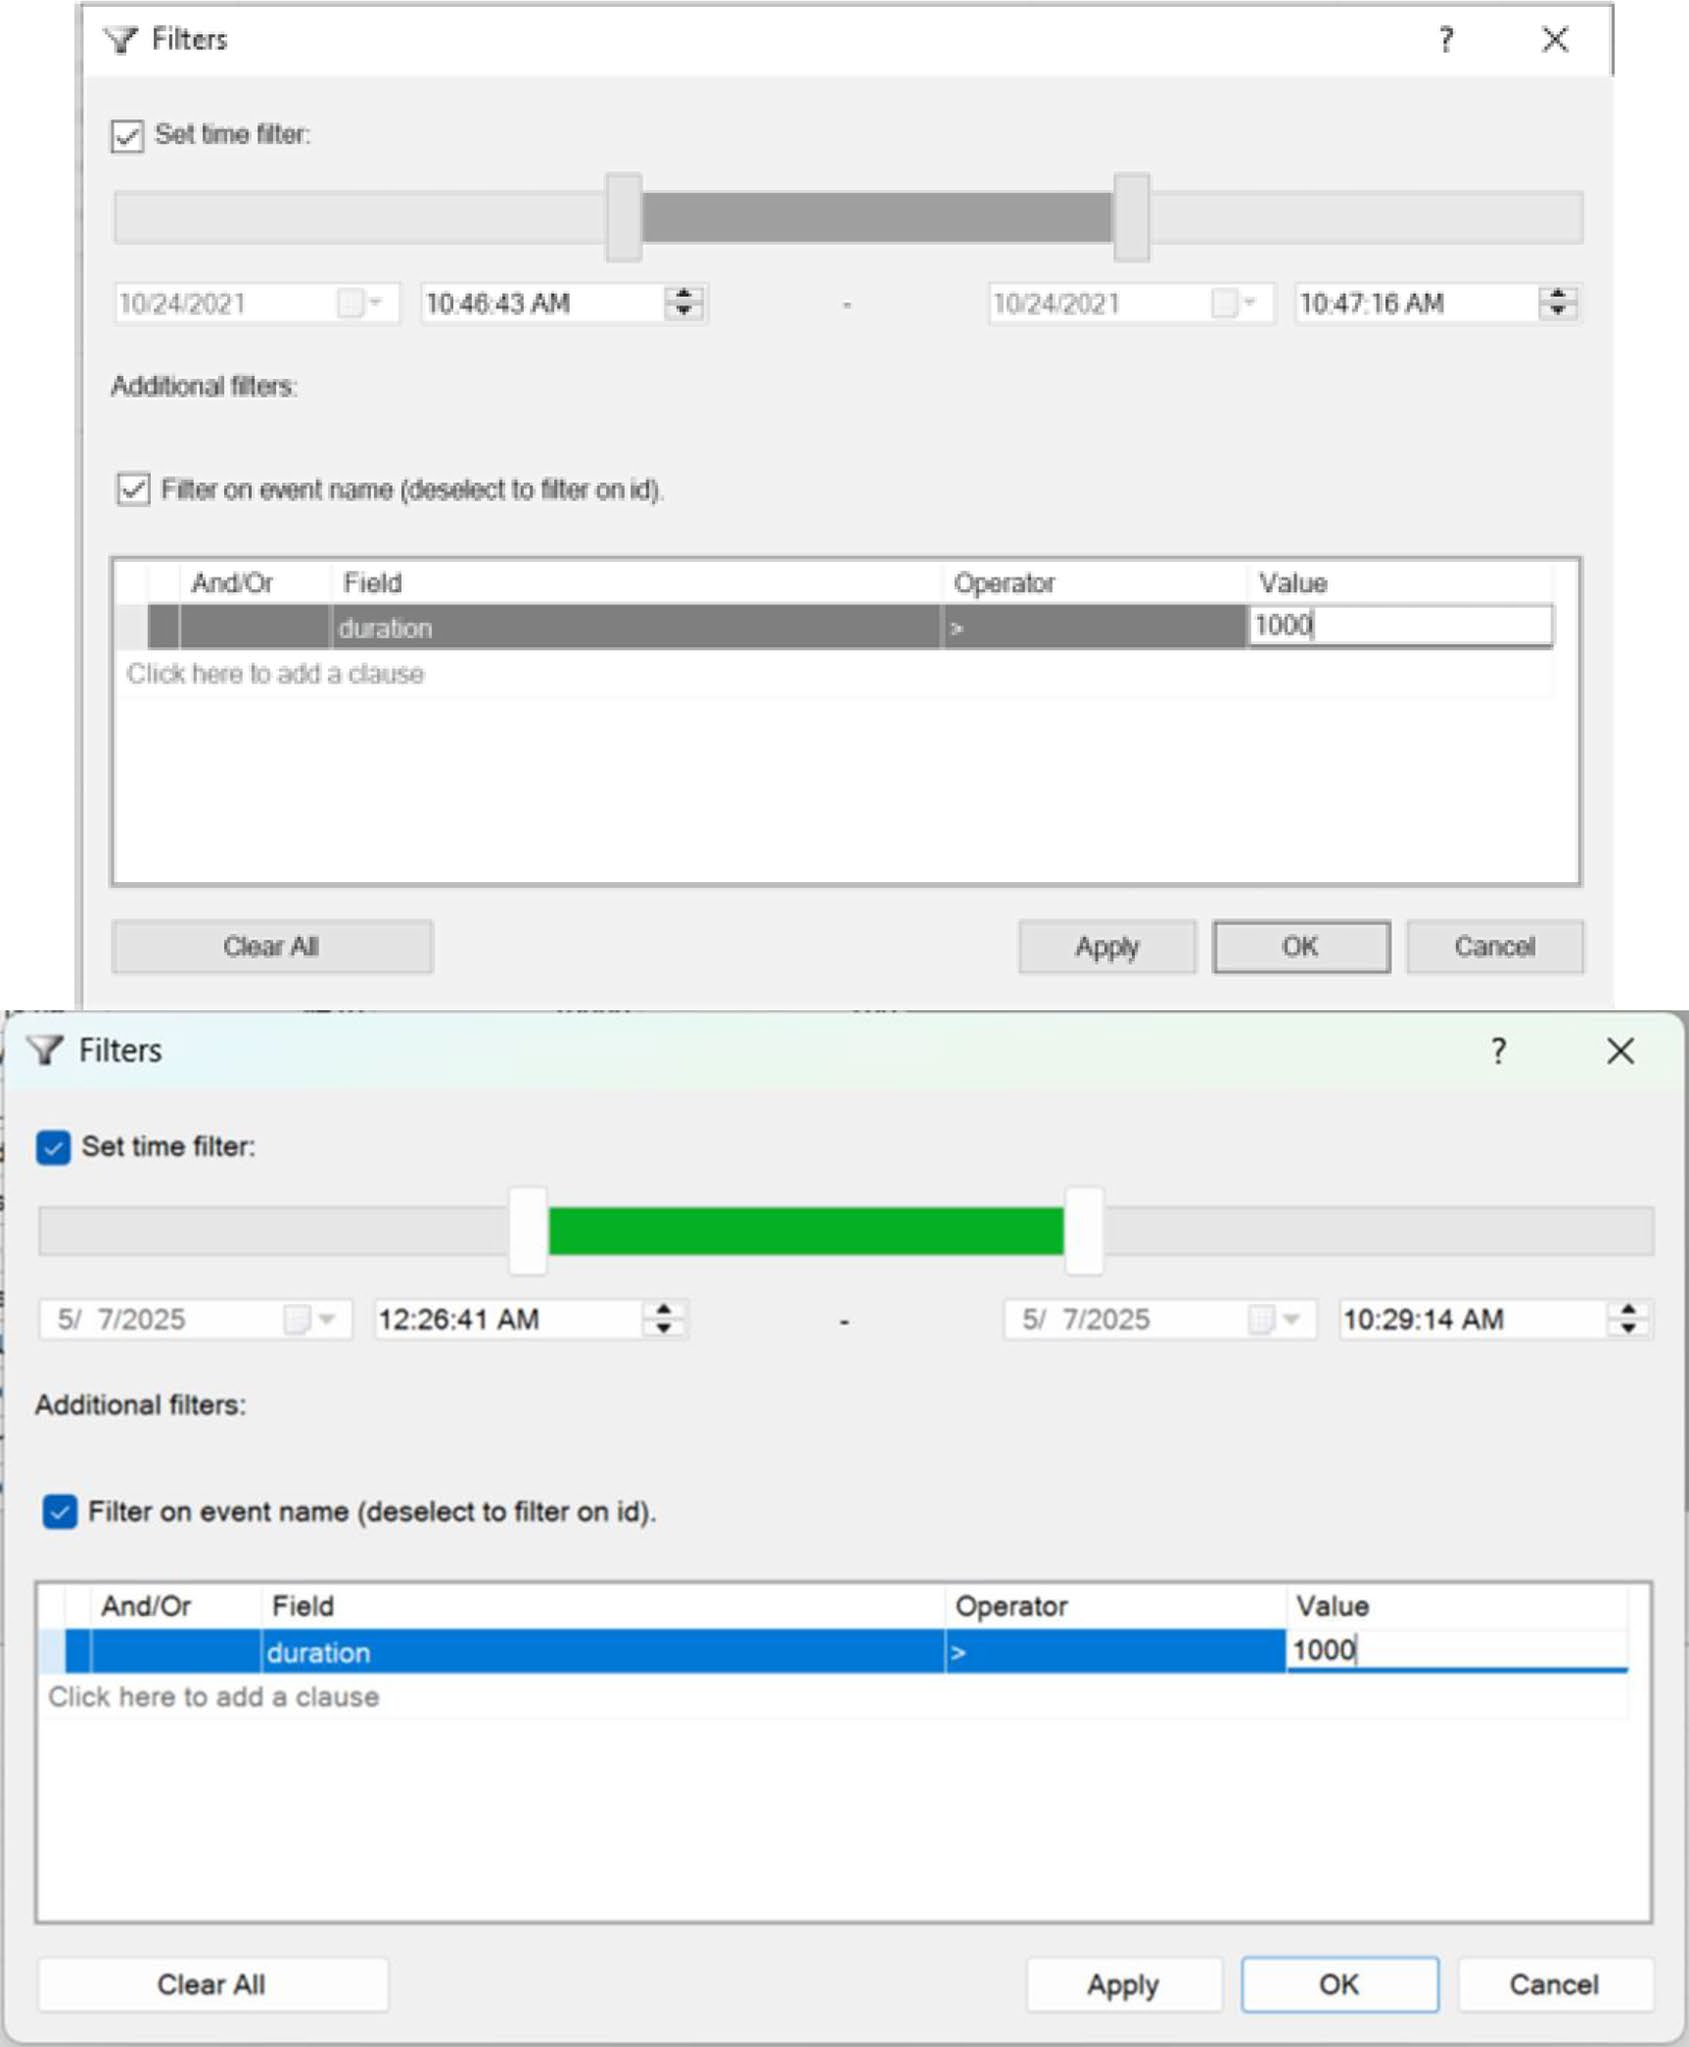 Filters ?
Set time filter:
10/24/2021 10:46:43 AM - 10/24/2021 10:47:16 AM
Additional filters:
Filter on event name (deselect to filter on id).
And/Or Field Operator Value
duration > 1000
Click here to add a clause
Clear All Apply OK Cancel
Filters ?
Set time filter:
5/ 7/2025 12:26:41 AM - 5/ 7/2025 10:29:14 AM
Additional filters:
Filter on event name (deselect to filter on id).
And/Or Field Operator Value
duration > 1000
Click here to add a clause
Clear All Apply OK Cancel